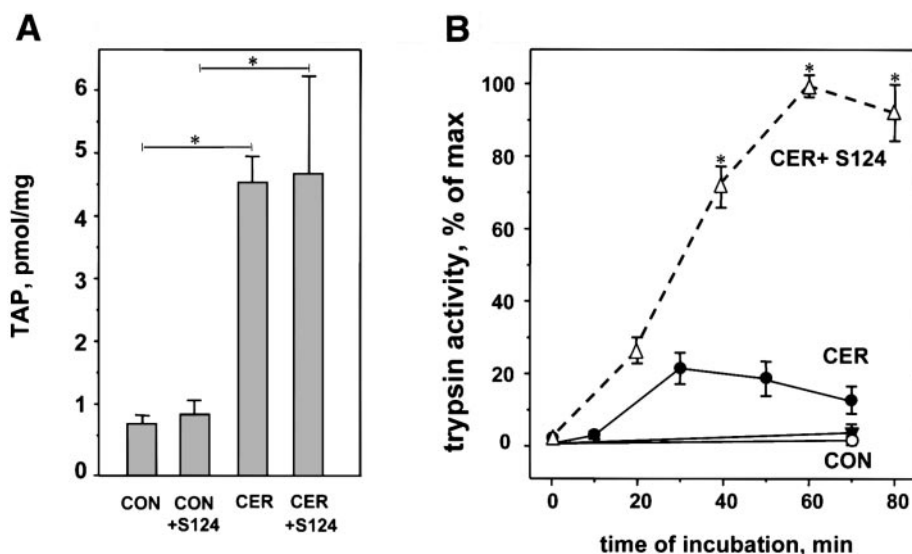 A
TAP, pmol/mg
6
5
4
3
2
1
0
*
*
CON
CON
+S124
CER
CER
+S124
B
trypsin activity, % of max
100
80
60
40
20
0
*
*
*
CER+ S124
CER
CON
0
20
40
60
80
time of incubation, min